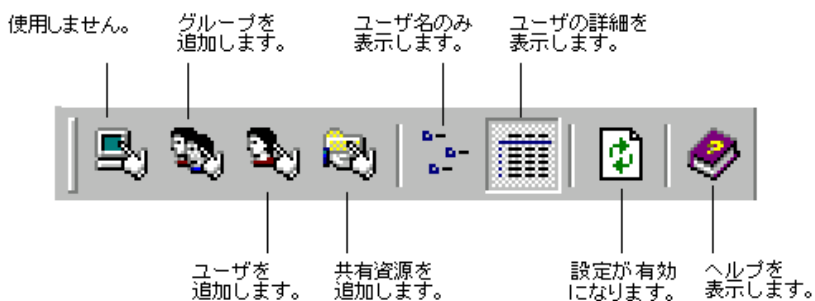 使用しません。
グループを
追加します。
ユーザ名のみ
表示します。
ユーザの詳細を
表示します。
ユーザを
追加します。
共有資源を
追加します。
設定が有効
になります。
ヘルプを
表示します。